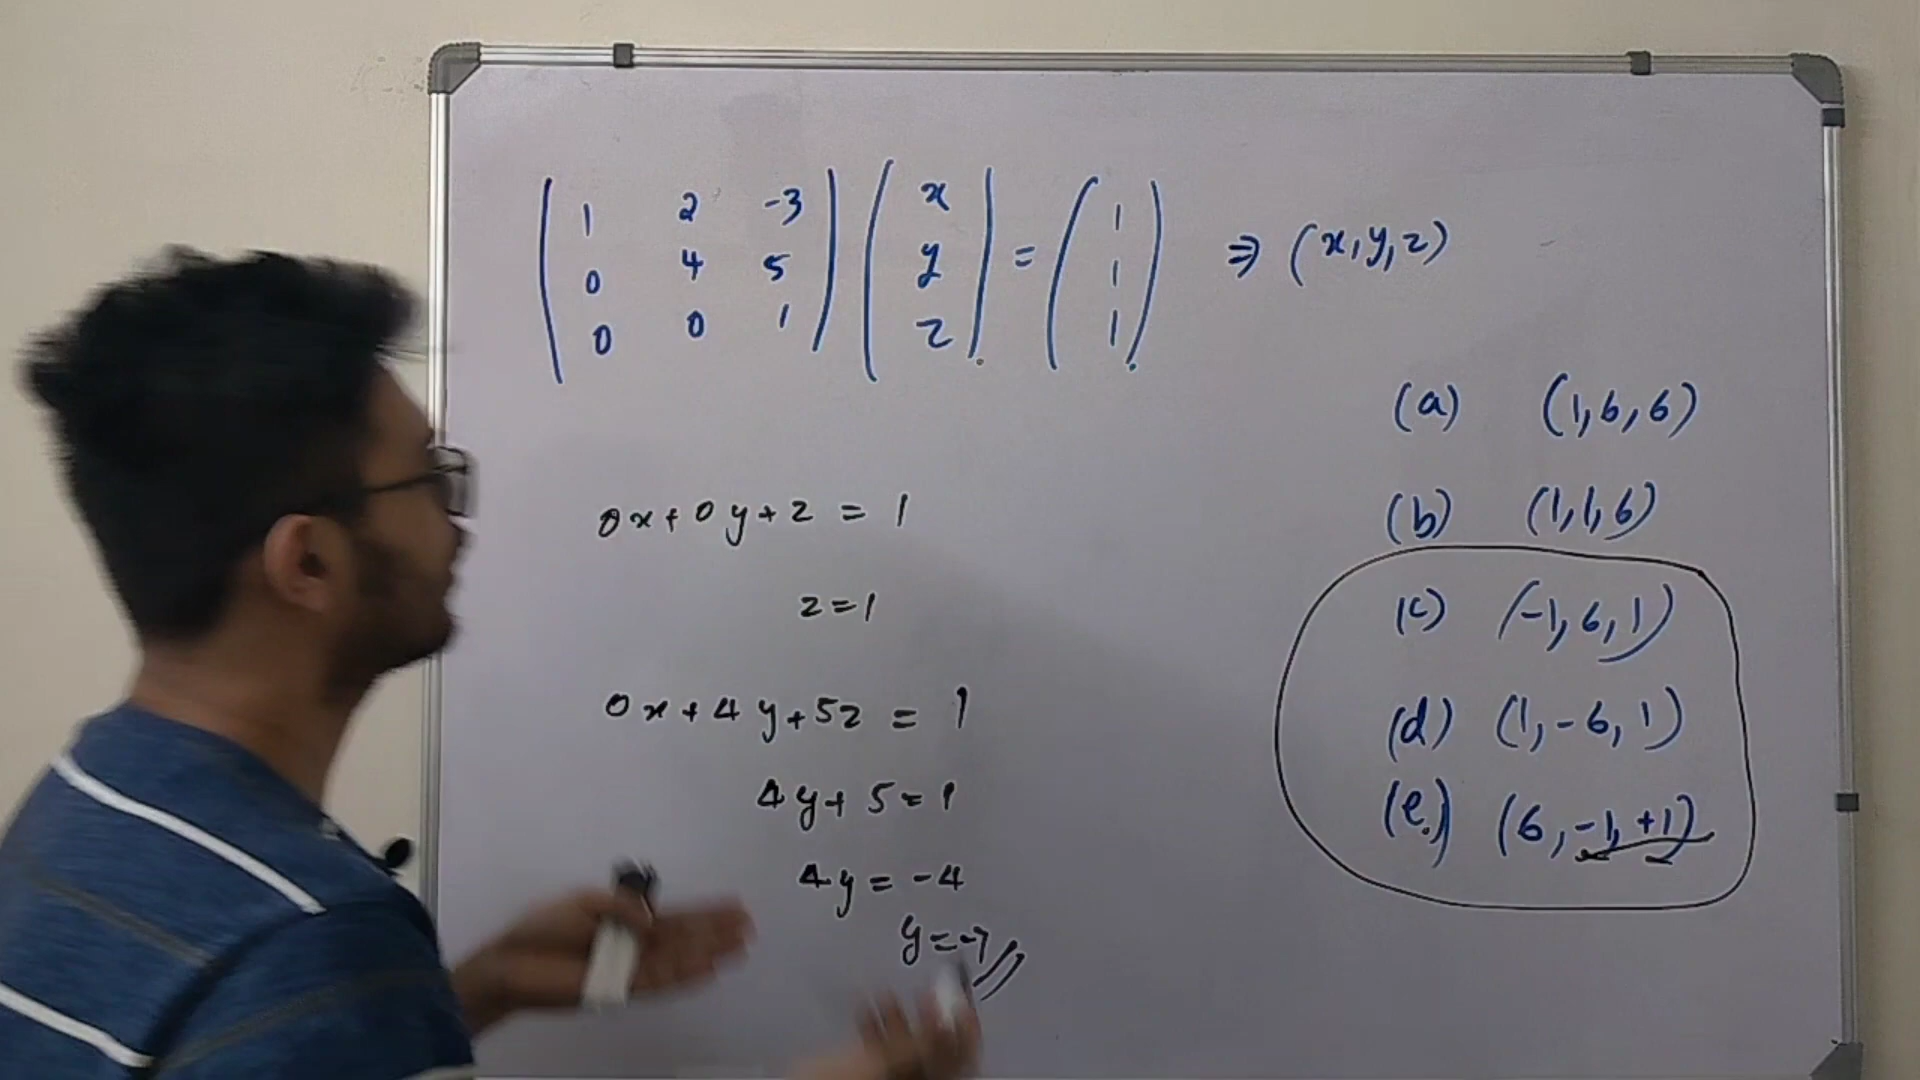 1 2 -3 x 1
0 4 5 y = 1 ⇒ (x,y,z)
0 0 1 z 1
(a) (1,6,6)
(b) (1,1,6)
(c) (-1,6,1)
(d) (1,-6,1)
(e) (6,-1,+1)
0x+0y+z = 1
z=1
0x+4y+5z = 1
4y+5=1
4y=-4
y=-1